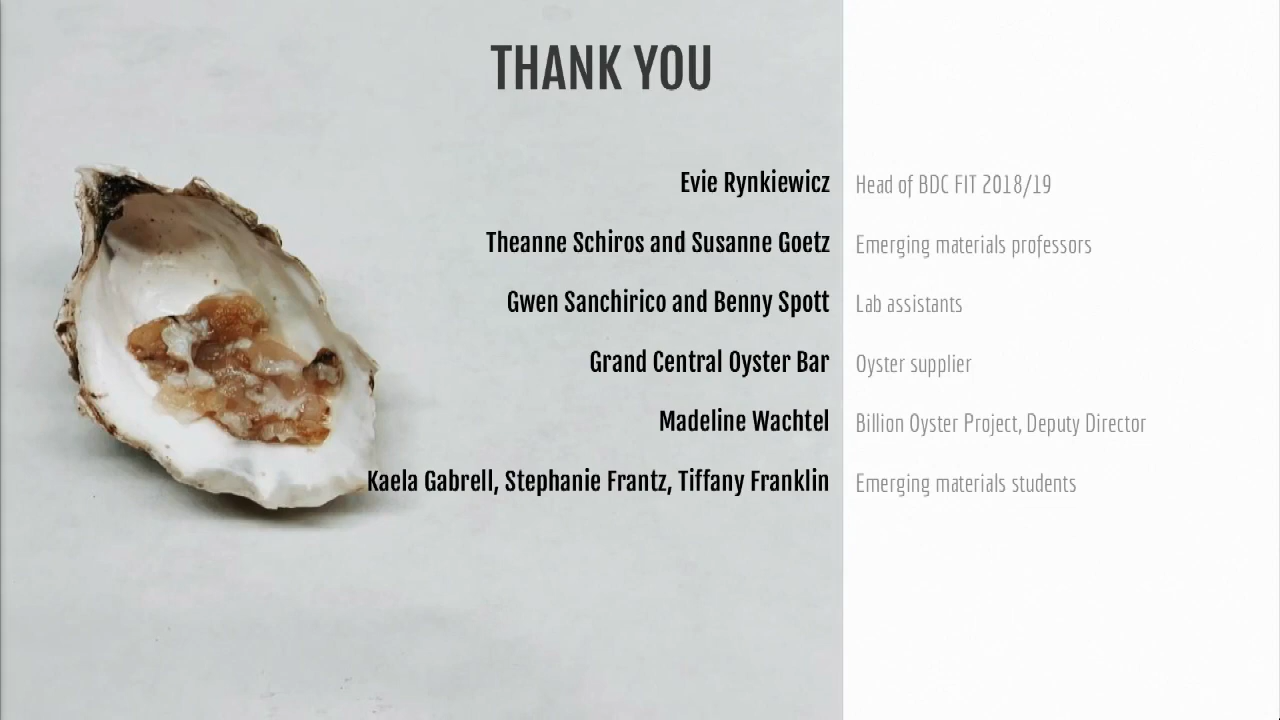 THANK YOU
Evie Rynkiewicz Head of BDC FIT 2018/19
Theanne Schiros and Susanne Goetz Emerging materials professors
Gwen Sanchirico and Benny Spott Lab assistants
Grand Central Oyster Bar Oyster supplier
Madeline Wachtel Billion Oyster Project, Deputy Director
Kaela Gabrell, Stephanie Frantz, Tiffany Franklin Emerging materials students